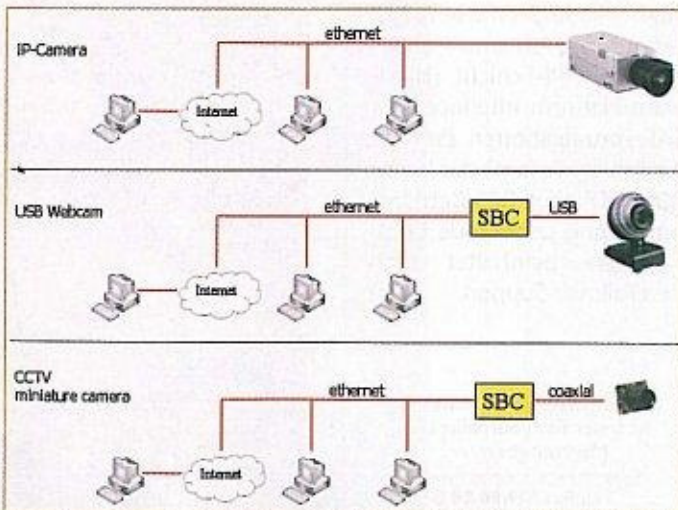 ethernet
IP-Camera
Internet
ethernet
USB Webcam
SBC
USB
Internet
CCTV
miniature camera
ethernet
SBC
coaxial
Internet